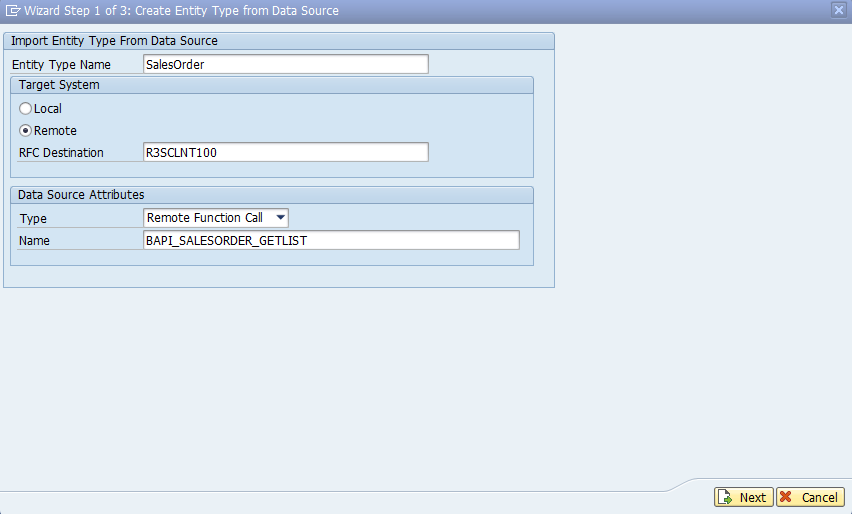 Wizard Step 1 of 3: Create Entity Type from Data Source
Import Entity Type From Data Source
Entity Type Name SalesOrder
Target System
Local
Remote
RFC Destination R3SCLNT100
Data Source Attributes
Type Remote Function Call
Name BAPI_SALESORDER_GETLIST
Next Cancel